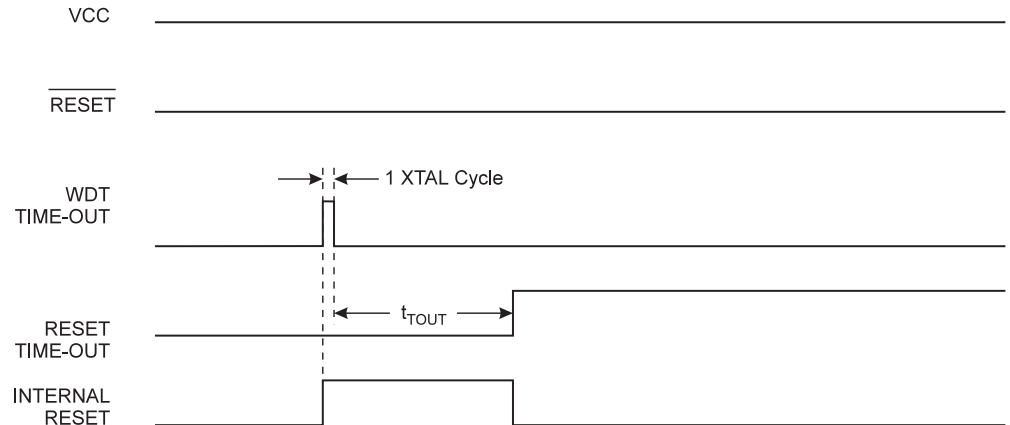 VCC
RESET
1 XTAL Cycle
WDT
TIME-OUT
tTOUT
RESET
TIME-OUT
INTERNAL
RESET